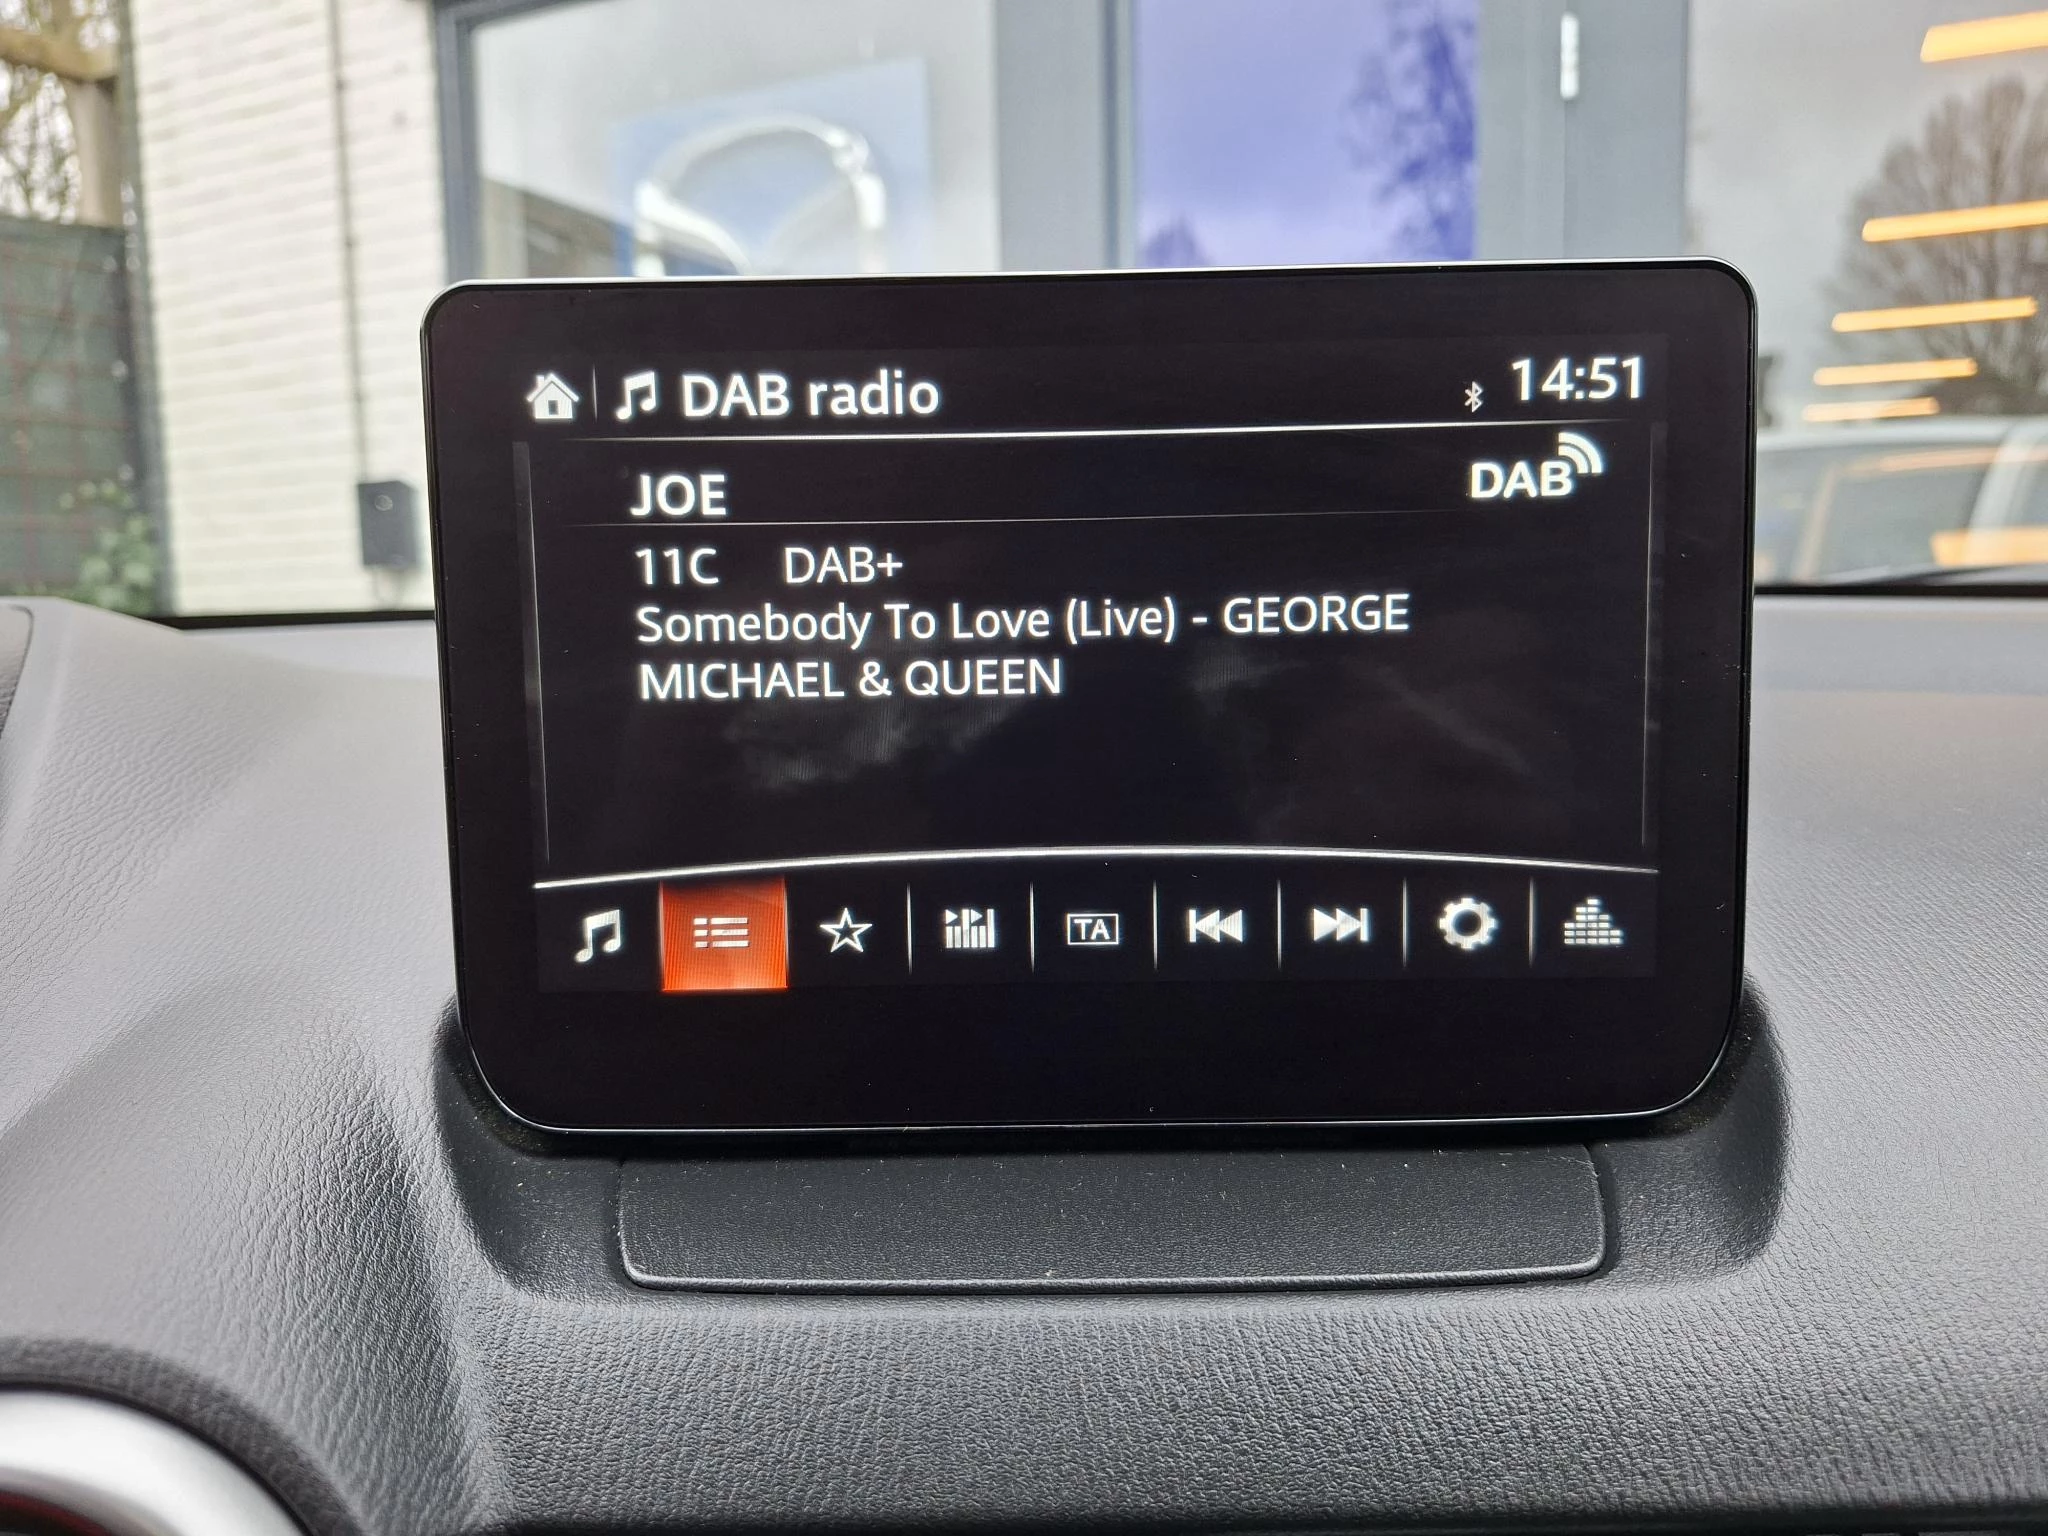 DAB radio
14:51
JOE
DAB
11C DAB+
Somebody To Love (Live) - GEORGE
MICHAEL & QUEEN
TA